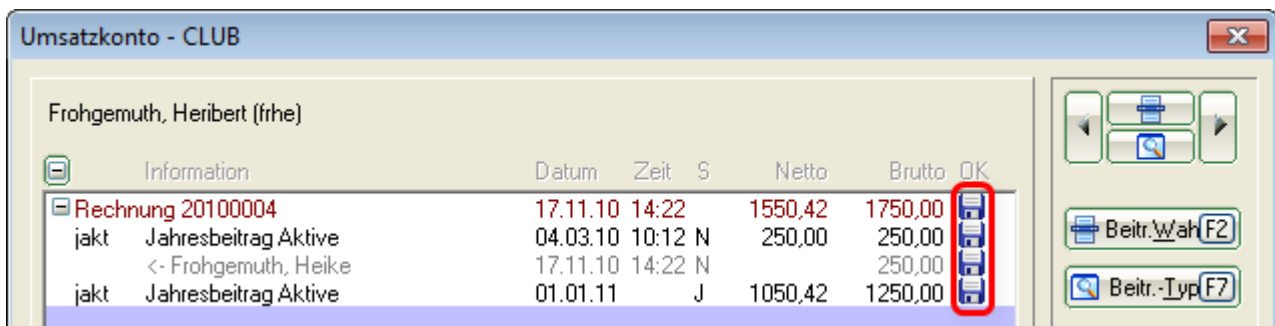 Umsatzkonto - CLUB
Frohgemuth, Heribert (frhe)
Information Datum Zeit S Netto Brutto OK
Rechnung 20100004 17.11.10 14:22 1550,42 1750,00
jakt Jahresbeitrag Aktive 04.03.10 10:12 N 250,00 250,00
<- Frohgemuth, Heike 17.11.10 14:22 N 250,00
jakt Jahresbeitrag Aktive 01.01.11 J 1050,42 1250,00
Beitr.Wah F2
Beitr.-Typ F7